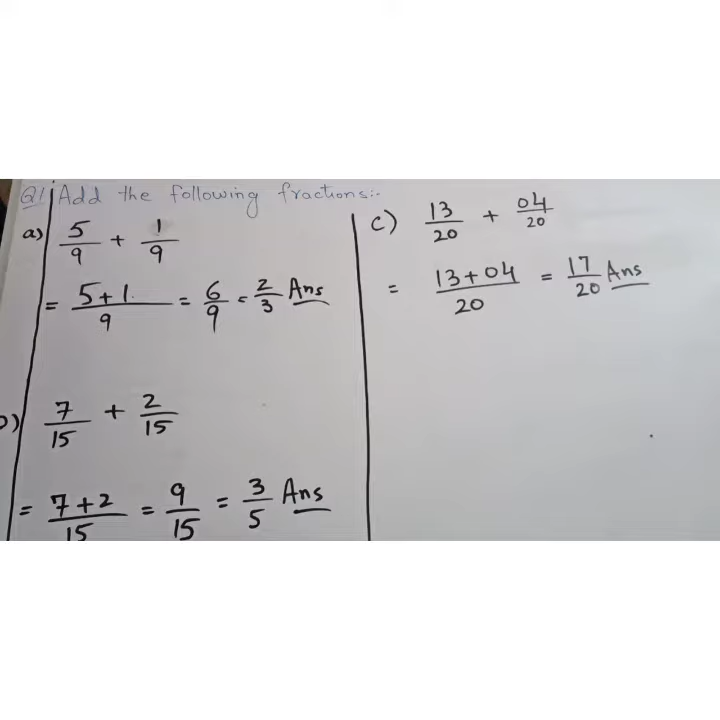 Q1 Add the following fractions:-
a) 5/9 + 1/9
= 5+1/9 = 6/9 = 2/3 Ans
b) 7/15 + 2/15
= 7+2/15 = 9/15 = 3/5 Ans
c) 13/20 + 04/20
= 13+04/20 = 17/20 Ans